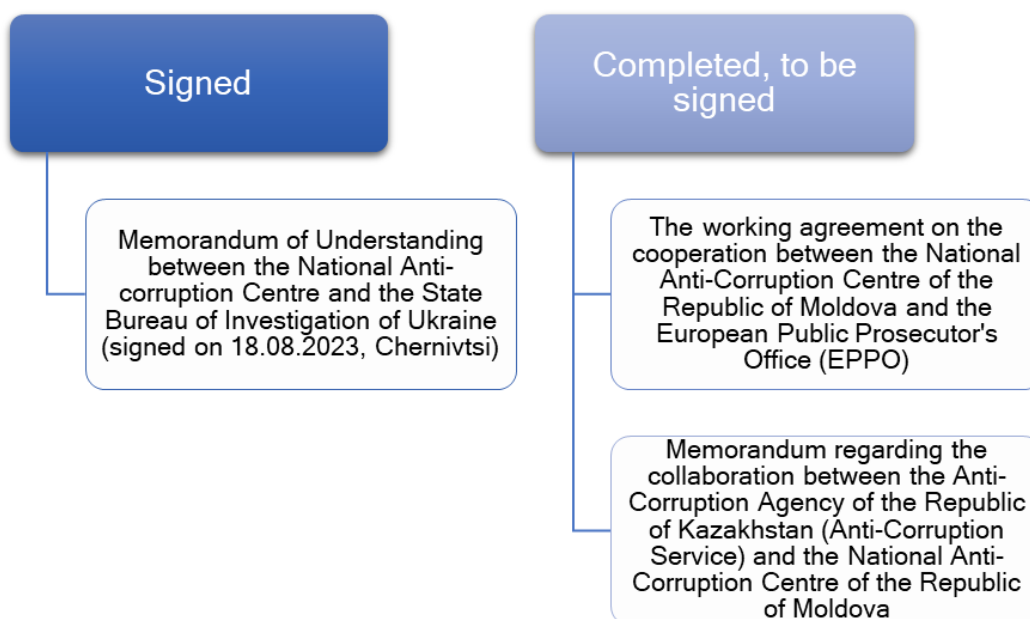 Signed
Memorandum of Understanding
between the National Anti-
corruption Centre and the State
Bureau of Investigation of Ukraine
(signed on 18.08.2023, Chernivtsi)
Completed, to be
signed
The working agreement on the
cooperation between the National
Anti-Corruption Centre of the
Republic of Moldova and the
European Public Prosecutor's
Office (EPPO)
Memorandum regarding the
collaboration between the Anti-
Corruption Agency of the Republic
of Kazakhstan (Anti-Corruption
Service) and the National Anti-
Corruption Centre of the Republic
of Moldova